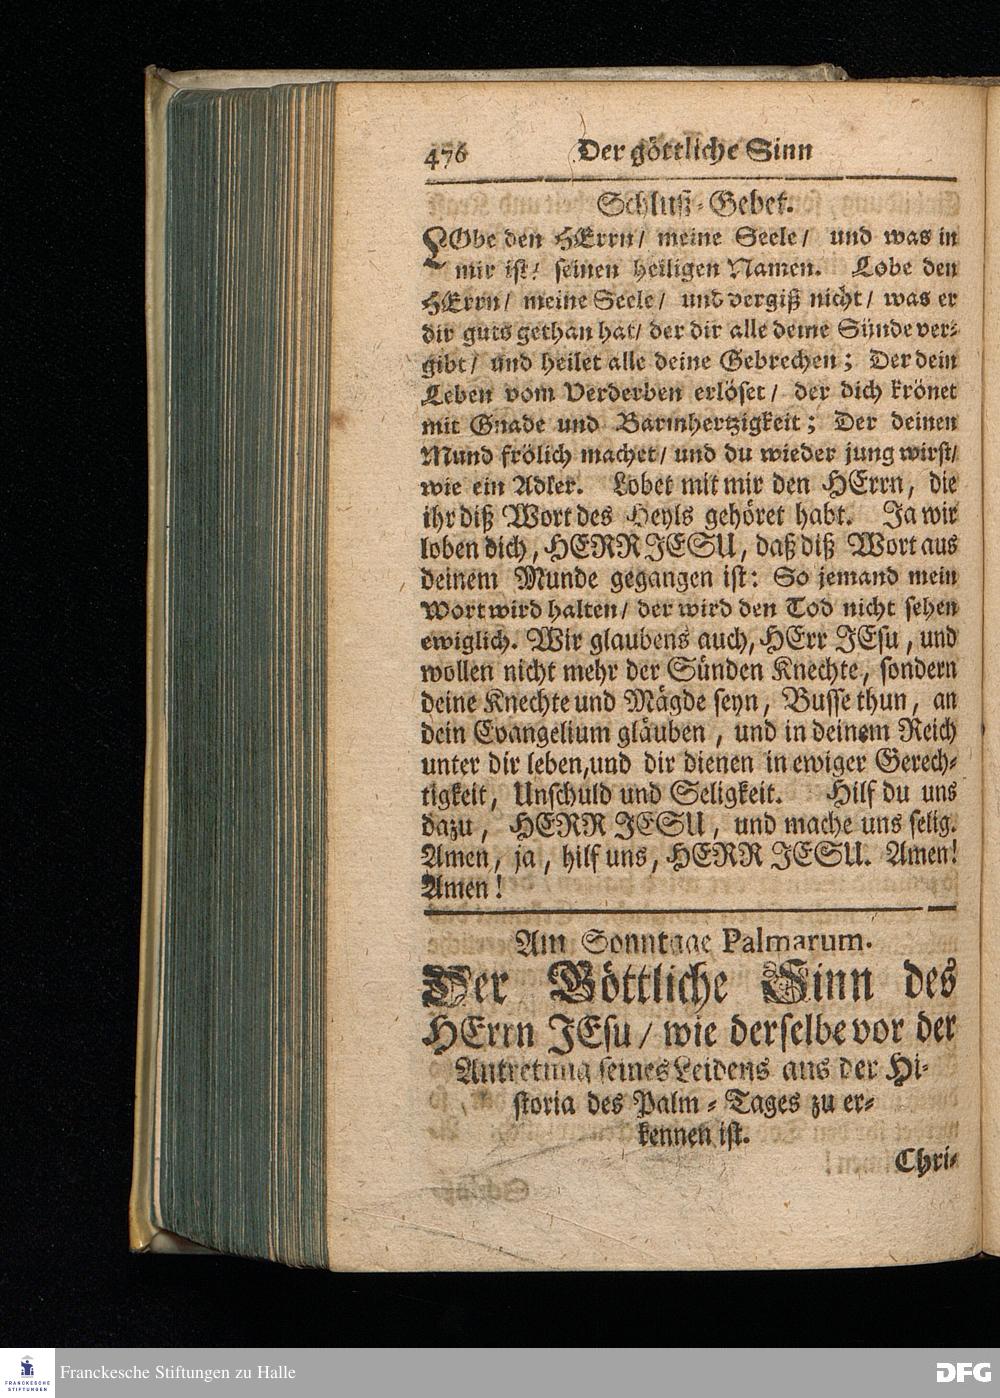 476 Der göttliche Sinn
Schluß-Gebet.
LObe den HErrn/ meine Seele/ und was in
mir ist/ seinen heiligen Namen. Lobe den
HErrn/ meine Seele/ und vergiß nicht/ was er
dir guts gethan hat/ der dir alle deine Sünde ver-
gibt/ und heilet alle deine Gebrechen; Der dein
Leben vom Verderben erlöset/ der dich krönet
mit Gnade und Barmhertzigkeit; Der deinen
Mund frölich machet/ und du wieder jung wirst/
wie ein Adler. Lobet mit mir den HErrn, die
ihr diß Wort des Heyls gehöret habt. Ja wir
loben dich, HERR JESU, daß diß Wort aus
deinem Munde gegangen ist: So jemand mein
Wort wird halten/ der wird den Tod nicht sehen
ewiglich. Wir glaubens auch, HErr JEsu, und
wollen nicht mehr der Sünden Knechte, sondern
deine Knechte und Mägde seyn, Busse thun, an
dein Evangelium gläuben, und in deinem Reich
unter dir leben, und dir dienen in ewiger Gerech-
tigkeit, Unschuld und Seligkeit. Hilf du uns
dazu, HERR JESU, und mache uns selig.
Amen, ja, hilf uns, HERR JESU. Amen!
Amen!
Am Sonntage Palmarum.
Der Göttliche Sinn des
HErrn JEsu/ wie derselbe vor der
Antretung seines Leidens aus der Hi-
storia des Palm-Tages zu er-
kennen ist.
Chri-
FRANCKESCHE
STIFTUNGEN
Franckesche Stiftungen zu Halle
DFG